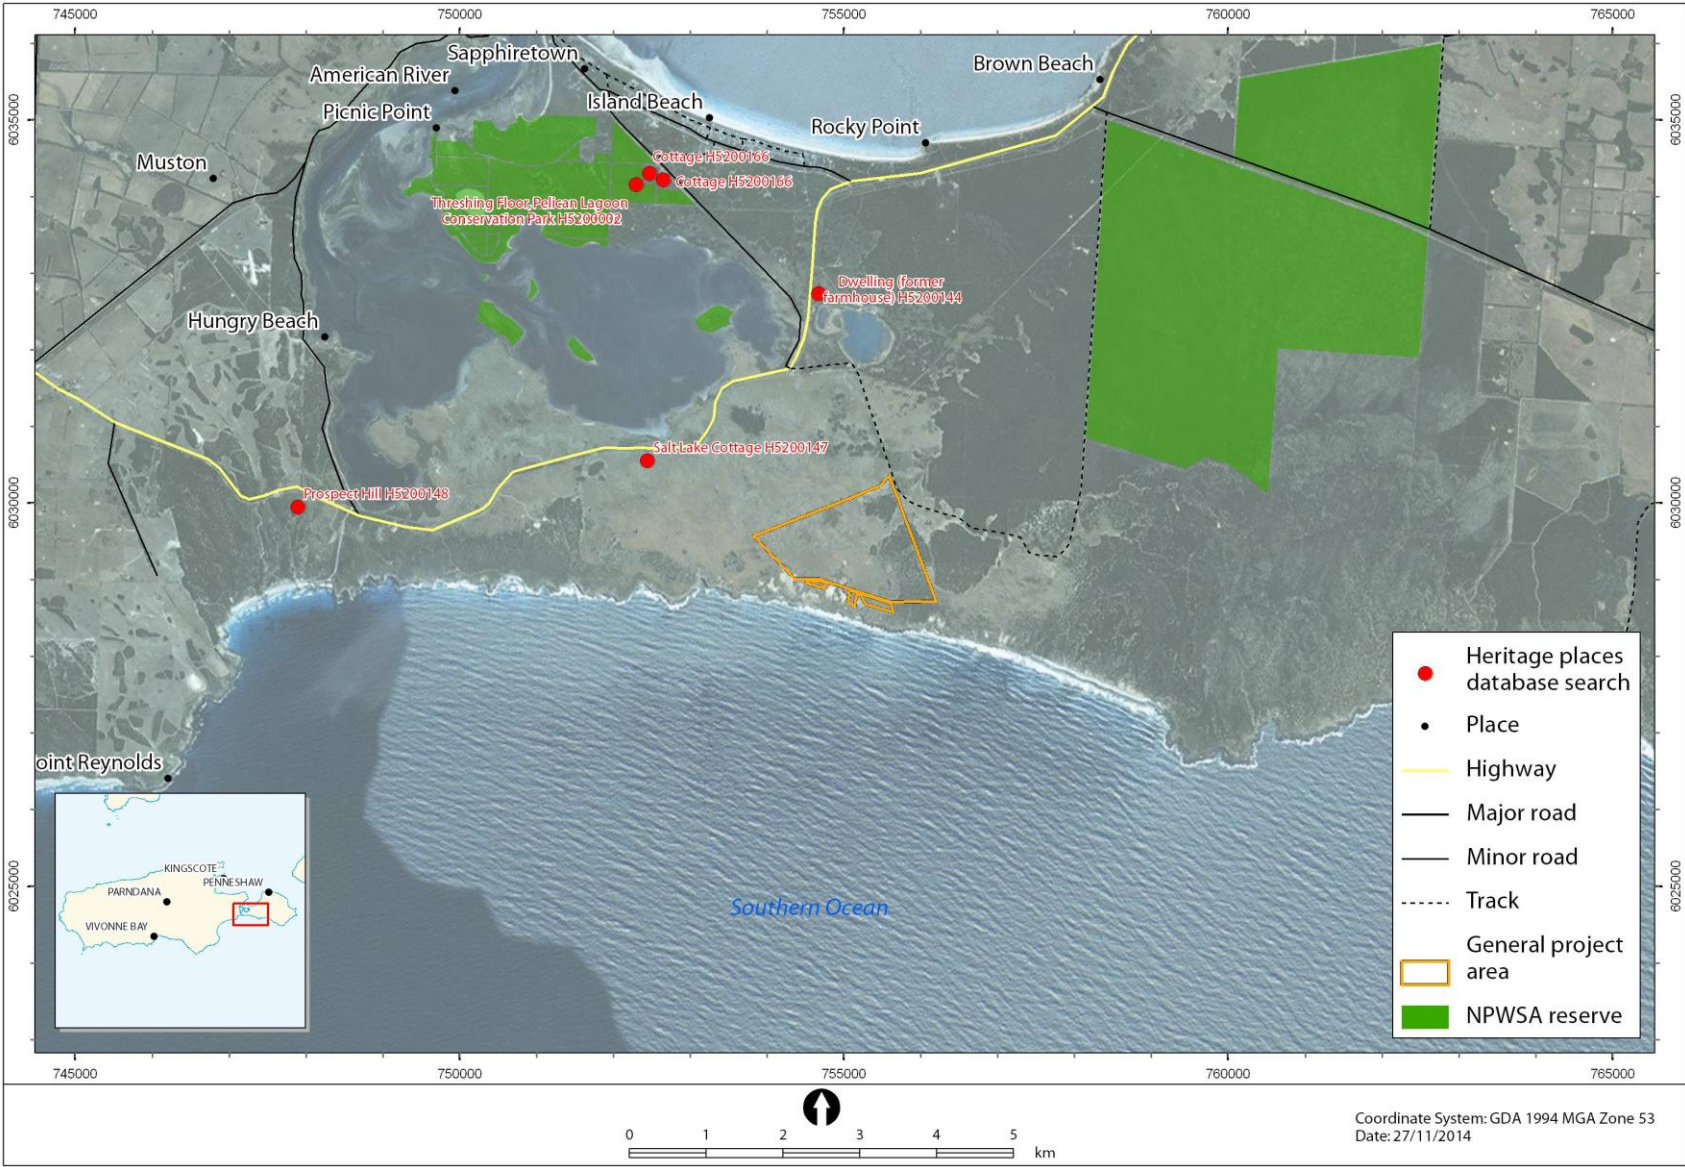 745000
750000
755000
760000
765000
Sapphiretown
American River
Picnic Point
Brown Beach
Island Beach
6035000
6035000
Rocky Point
Muston
Cottage H5200166
Cottage H5200166
Threshing Floor, Pelican Lagoon
Conservation Park H5200002
Dwelling (former
farmhouse) H5200144
Hungry Beach
Salt Lake Cottage H5200147
Prospect Hill H5200148
6030000
6030000
Heritage places
database search
Place
Highway
Major road
Minor road
Track
General project
area
NPWSA reserve
oint Reynolds
KINGSCOTE
PENNESHAW
PARNDANA
VIVONNE BAY
6025000
6025000
Southern Ocean
745000
750000
755000
760000
765000
0 1 2 3 4 5
km
Coordinate System: GDA 1994 MGA Zone 53
Date: 27/11/2014